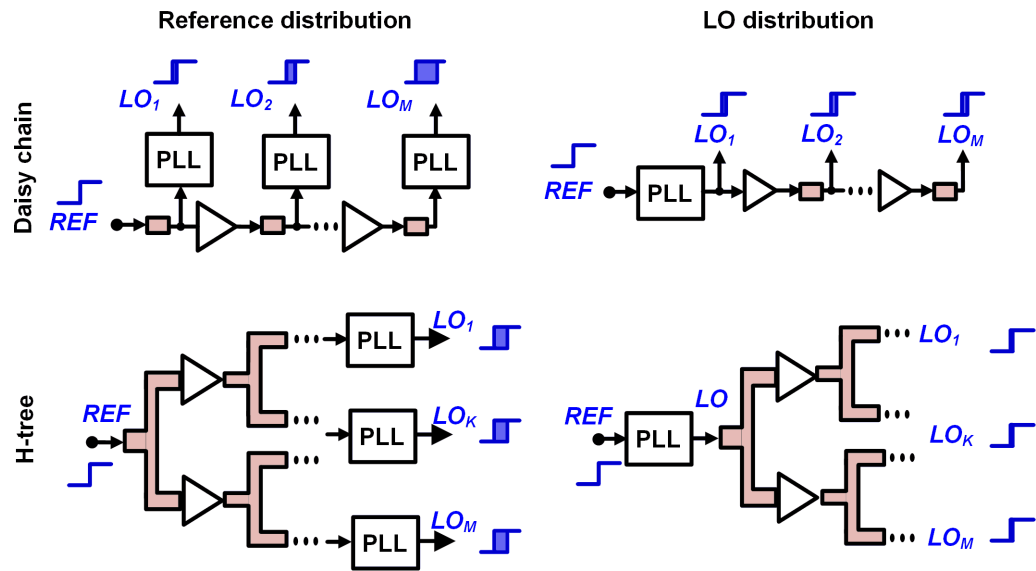 Reference distribution
LO distribution
Daisy chain
LO1
LO2
LOM
PLL
PLL
PLL
REF
LO1
LO2
LOM
REF
PLL
H-tree
REF
PLL
LO1
PLL
LOK
PLL
LOM
REF
PLL
LO
LO1
LOK
LOM